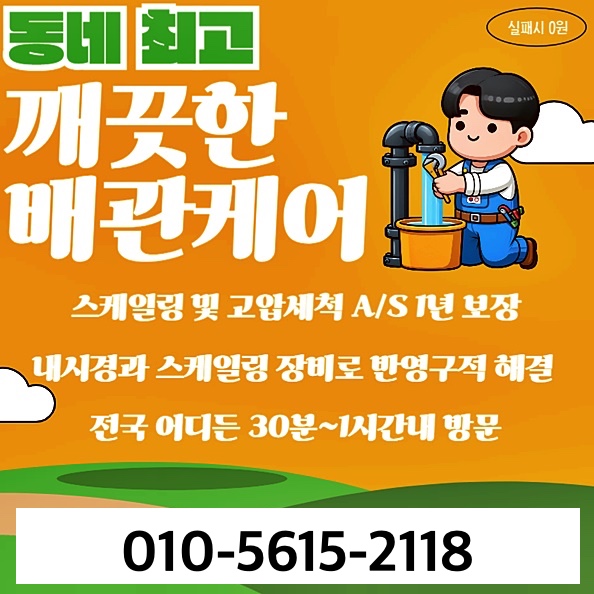 동네 최고
실패시 0원
깨끗한
배관케어
스케일링 및 고압세척 A/S 1년 보장
내시경과 스케일링 장비로 반영구적 해결
전국 어디든 30분~1시간내 방문
010-5615-2118